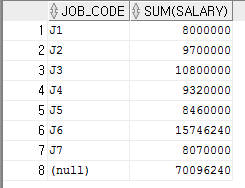 JOB_CODE SUM(SALARY)
1 J1 8000000
2 J2 9700000
3 J3 10800000
4 J4 9320000
5 J5 8460000
6 J6 15746240
7 J7 8070000
8 (null) 70096240